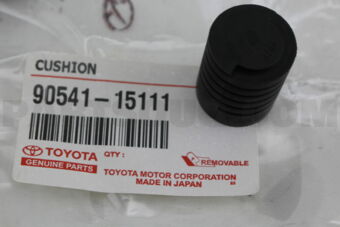 CUSHION
90541-15111
TOYOTA
GENUINE PARTS
QTY :
REMOVABLE
TOYOTA MOTOR CORPORATION
MADE IN JAPAN